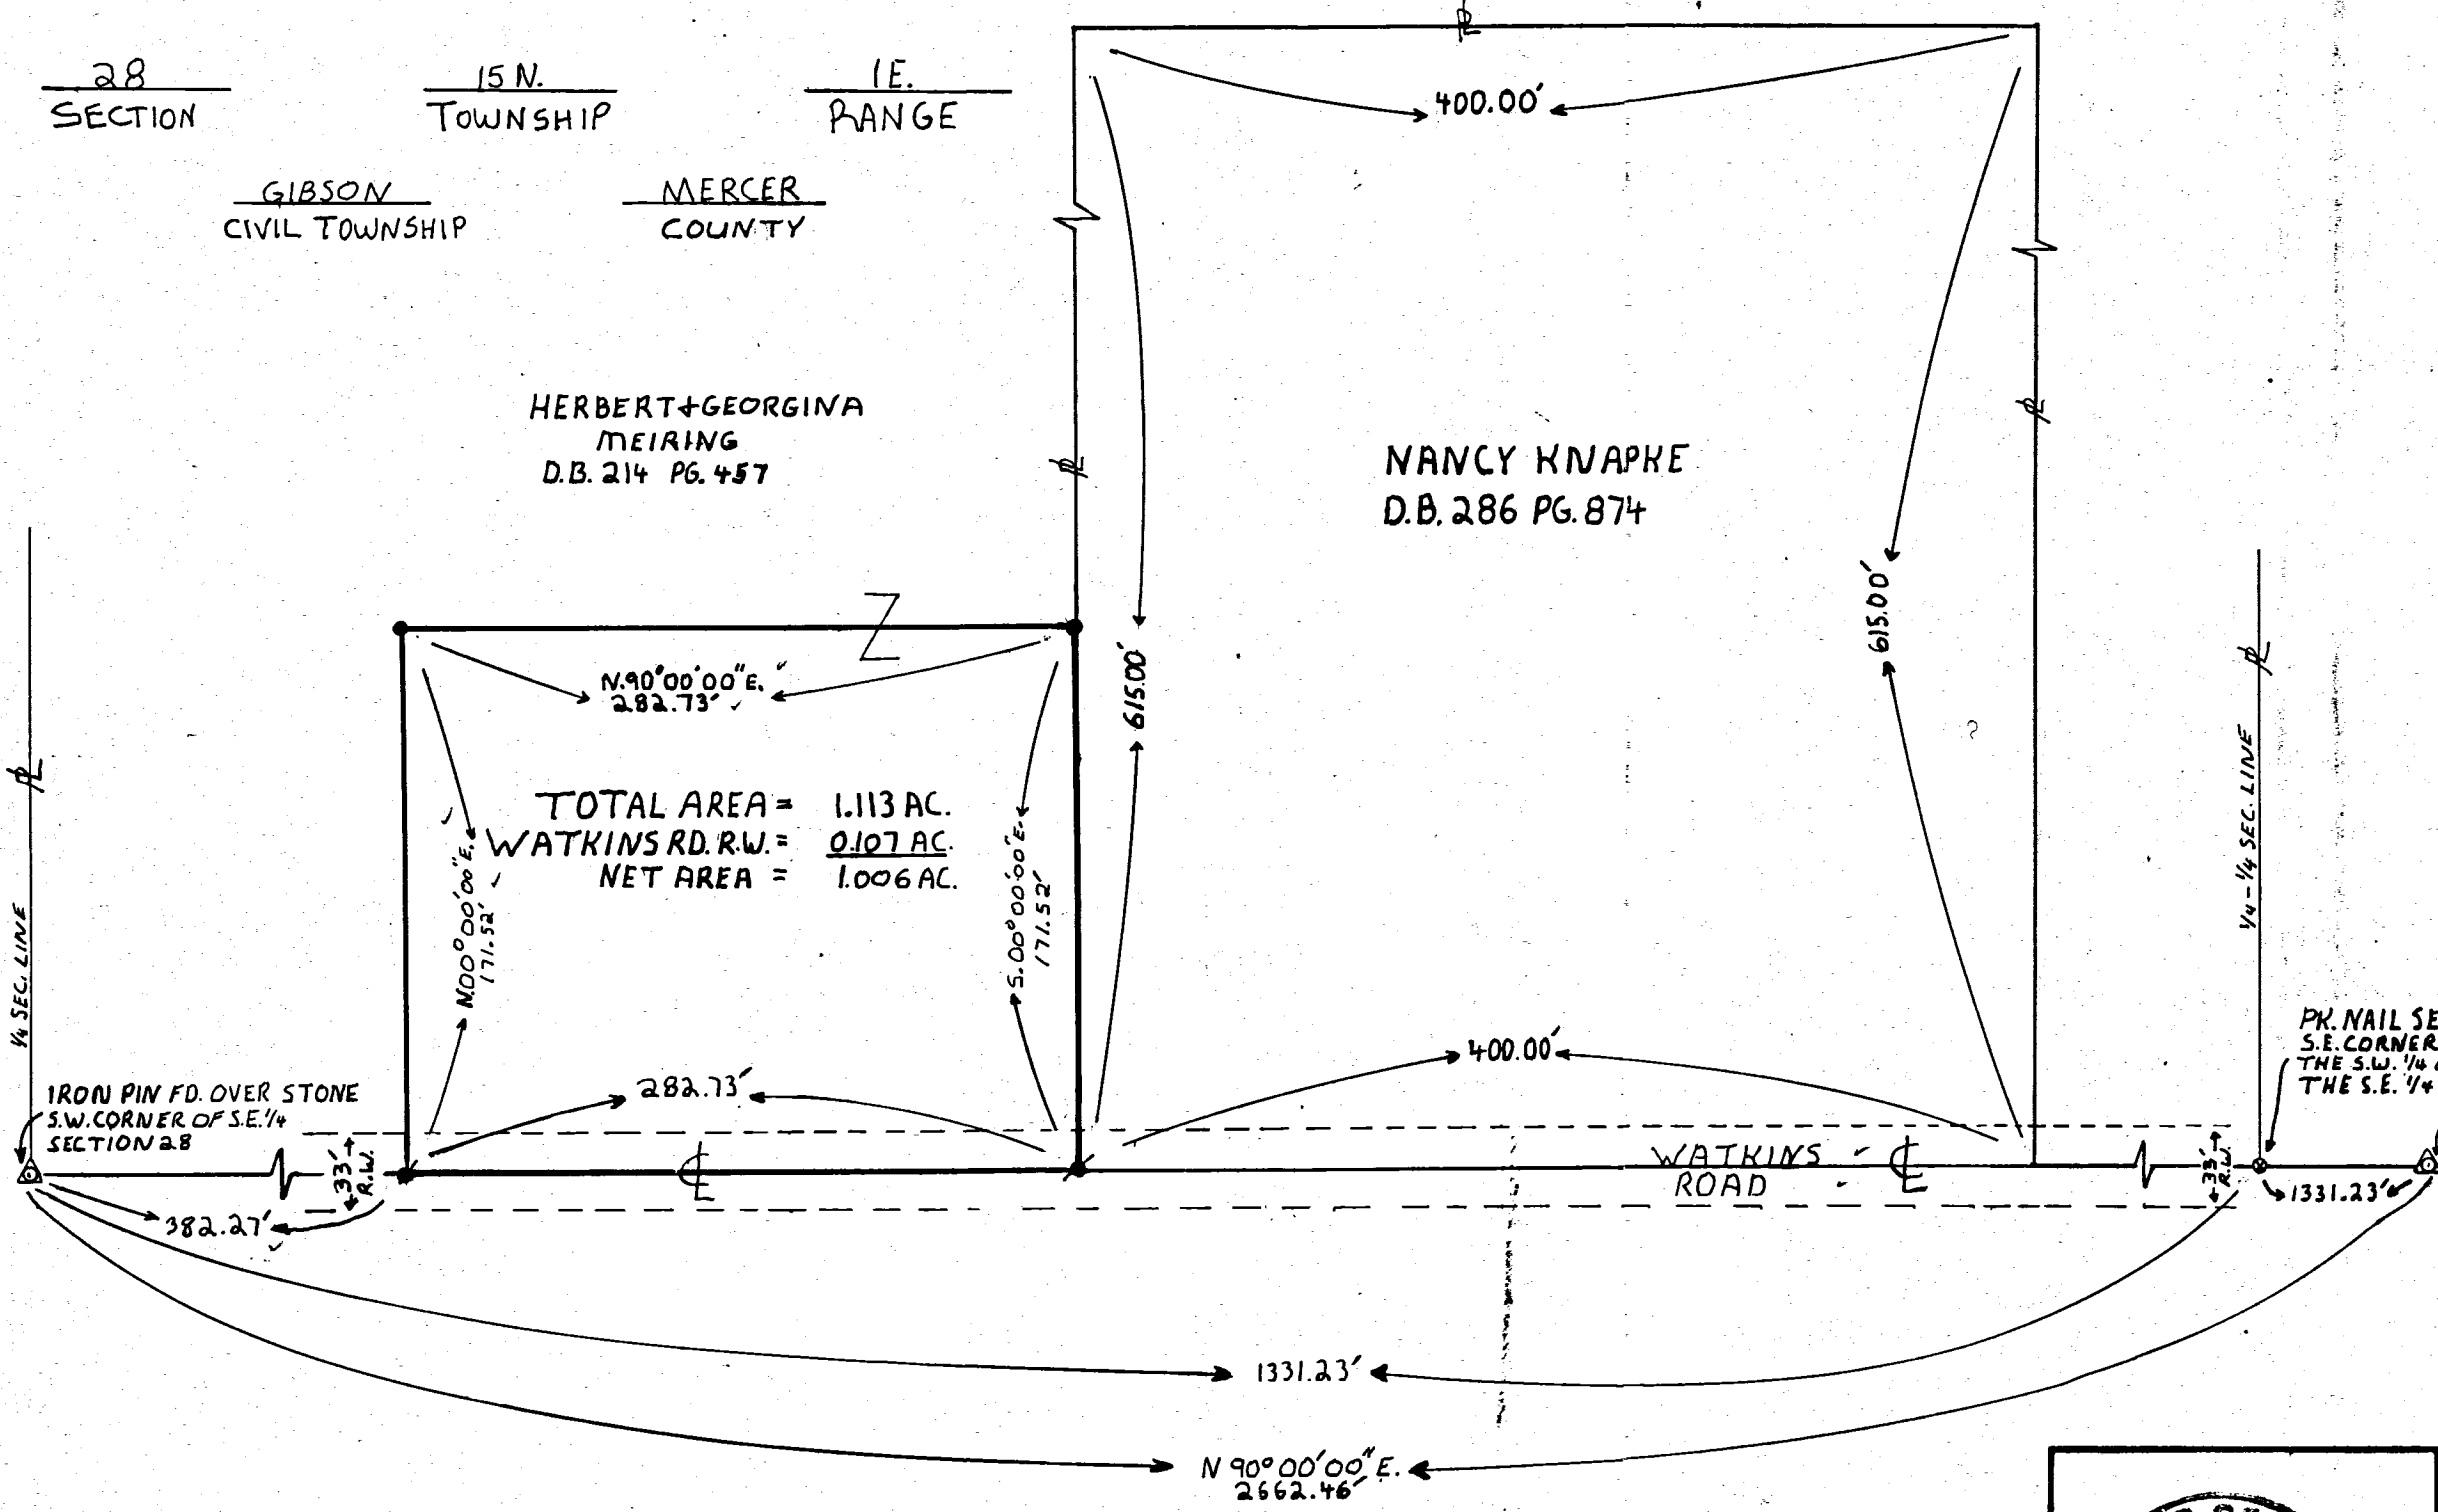 28
SECTION
15 N.
TOWNSHIP
1E.
RANGE
GIBSON
CIVIL TOWNSHIP
MERCER
COUNTY
℄
400.00'
HERBERT+GEORGINA
MEIRING
D.B. 214 PG. 457
NANCY KNAPKE
D.B. 286 PG. 874
615.00'
615.00'
N.90°00'00"E.
282.73'
TOTAL AREA = 1.113 AC.
WATKINS RD. R.W. = 0.107 AC.
NET AREA = 1.006 AC.
N.00°00'00"E.
171.52'
S.00°00'00"E.
171.52'
1/4 SEC. LINE
1/4 - 1/4 SEC. LINE
282.73'
400.00'
IRON PIN FD. OVER STONE
S.W. CORNER OF S.E. 1/4
SECTION 28
PK. NAIL SE
S.E. CORNER
THE S.W. 1/4
THE S.E. 1/4
33'
R.W.
℄
WATKINS
ROAD
℄
33'
R.W.
382.27'
1331.23'
1331.23'
N 90°00'00"E.
2662.46'